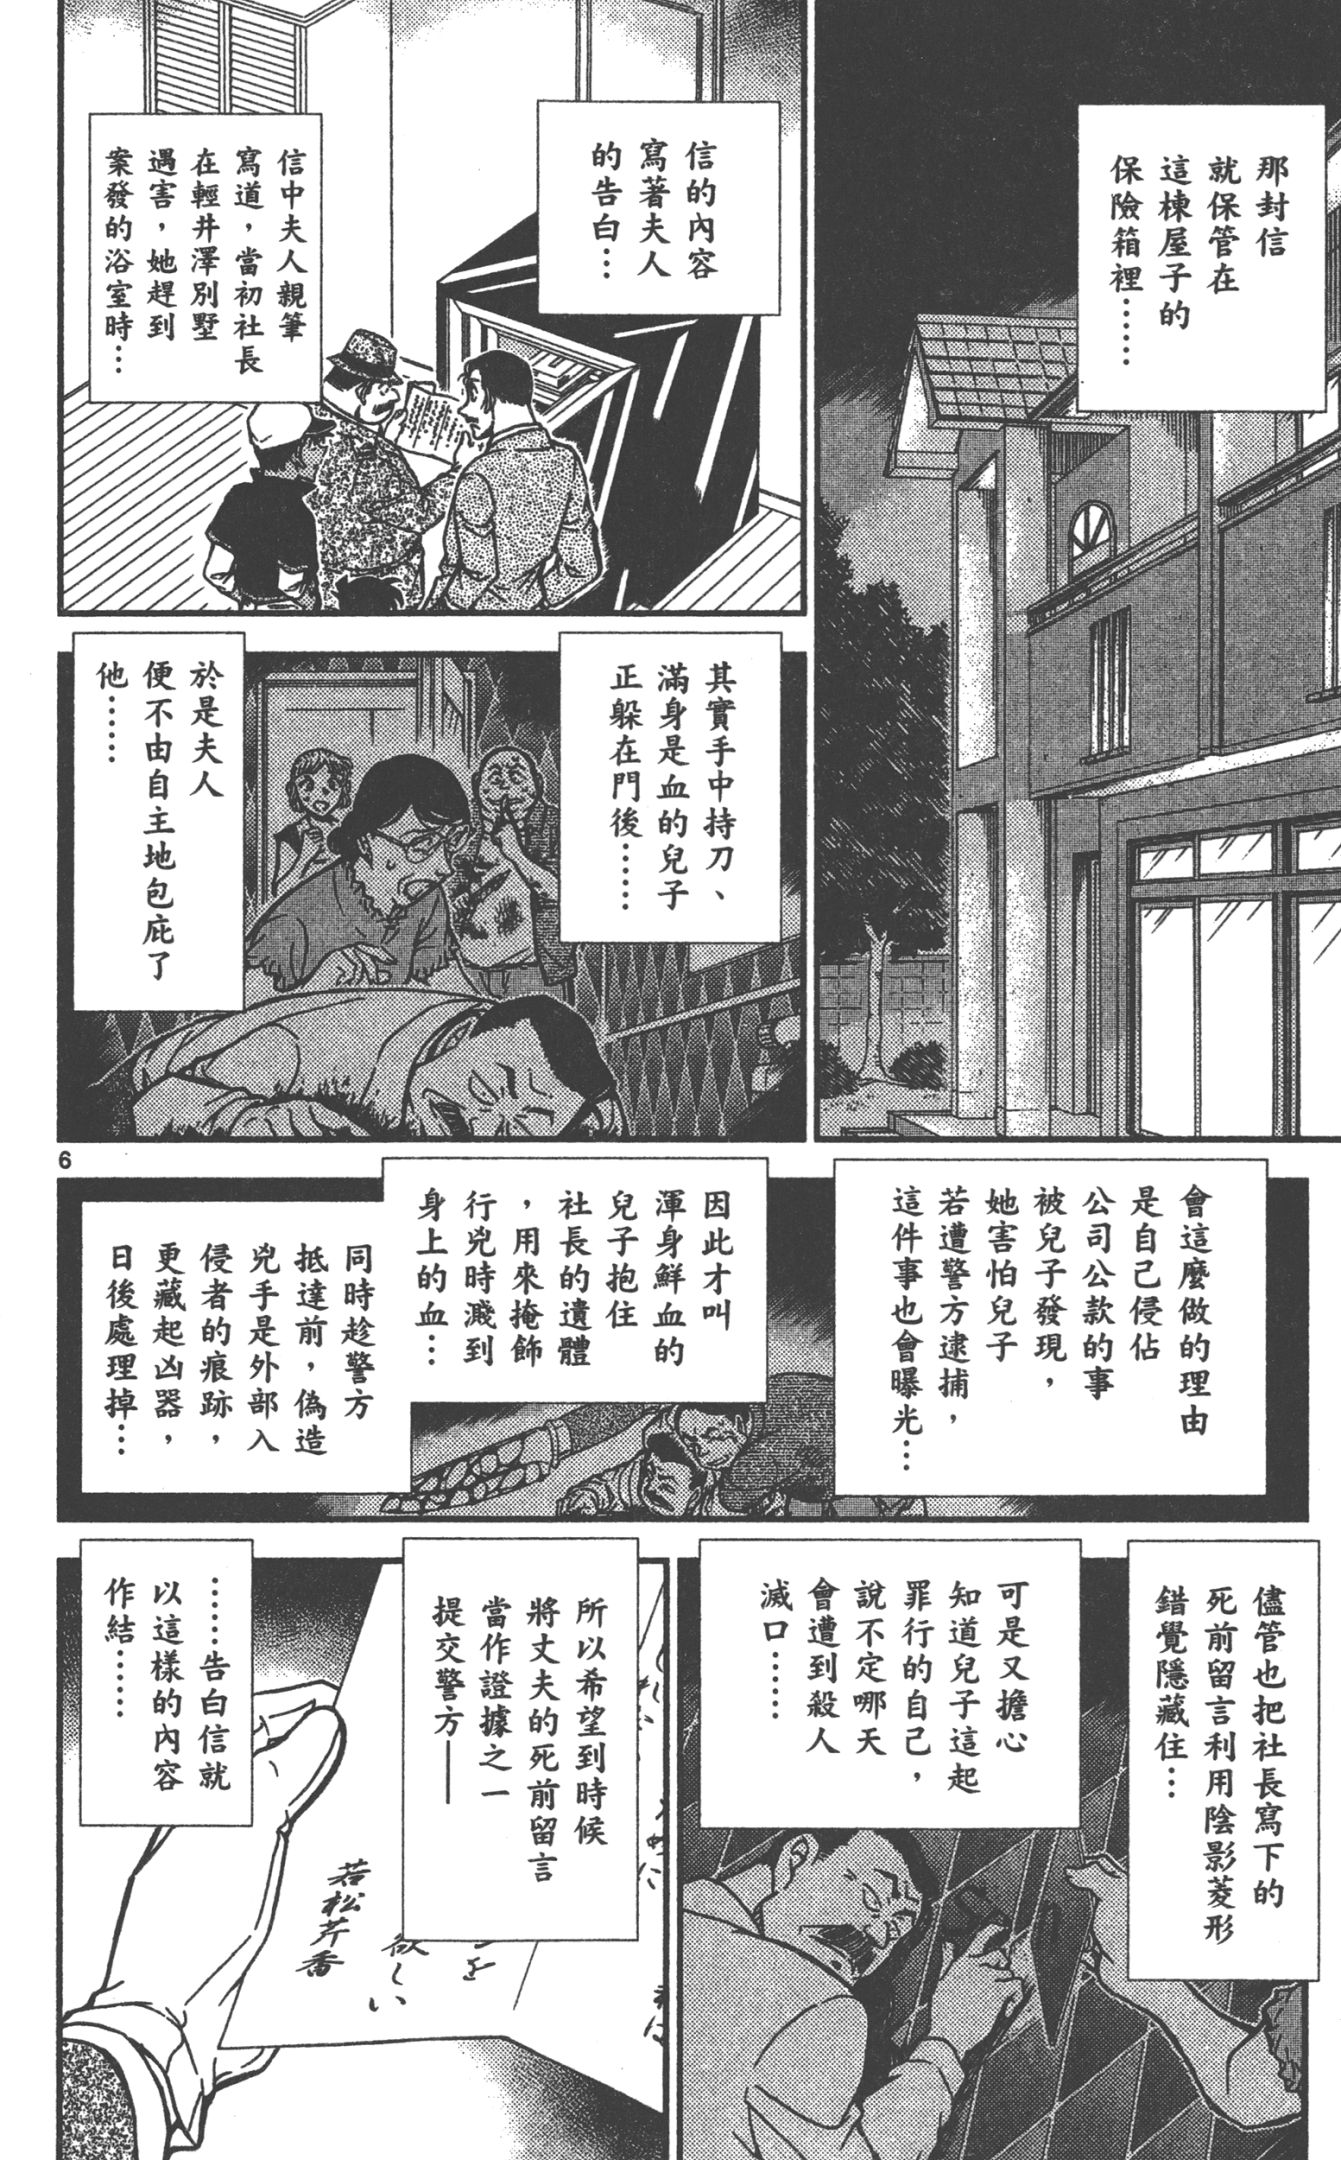 那封信
就保管在
這棟屋子的
保險箱裡……
信的內容
寫著夫人
的告白…
信中夫人親筆
寫道，當初社長
在輕井澤別墅
遇害，她趕到
案發的浴室時…
其實手中持刀、
滿身是血的兒子
正躲在門後……
於是夫人
便不由自主地包庇了
他……
6
會這麼做的理由
是自己侵佔
公司公款的事
被兒子發現，
她害怕兒子
若遭警方逮捕，
這件事也會曝光…
因此才叫
渾身鮮血的
兒子抱住
社長的遺體
，用來掩飾
行兇時濺到
身上的血…
同時趁警方
抵達前，偽造
兇手是外部入
侵者的痕跡，
更藏起凶器，
日後處理掉…
儘管也把社長寫下的
死前留言利用陰影菱形
錯覺隱藏住…
可是又擔心
知道兒子這起
罪行的自己，
說不定哪天
會遭到殺人
滅口……
所以希望到時候
將丈夫的死前留言
當作證據之一
提交警方——
……告白信就
以這樣的內容
作結……
若松芹香